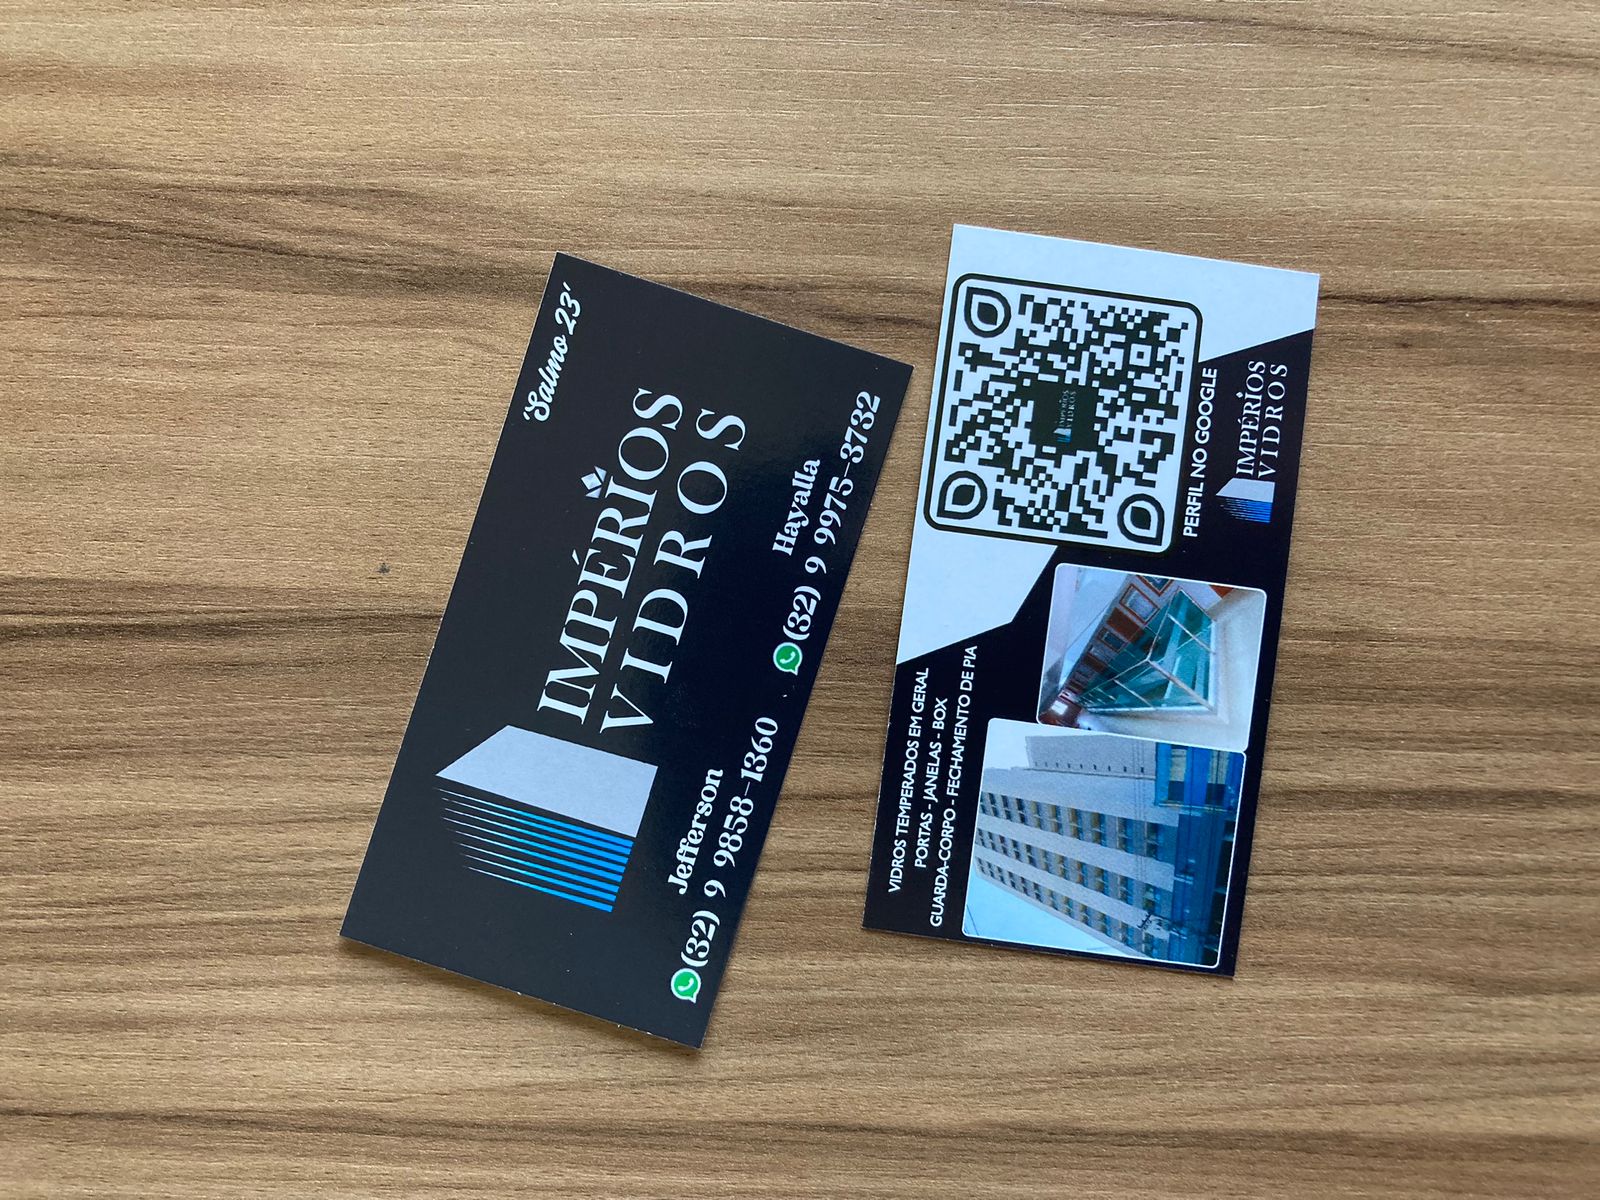 'Salmo 23'
IMPÉRIOS
VIDROS
Jefferson
(32) 9 9858-1360
Hayalla
(32) 9 9975-3732
VIDROS TEMPERADOS EM GERAL
PORTAS - JANELAS - BOX
GUARDA-CORPO - FECHAMENTO DE PIA
IMPÉRIOS
VIDROS
PERFIL NO GOOGLE
IMPÉRIOS
VIDROS